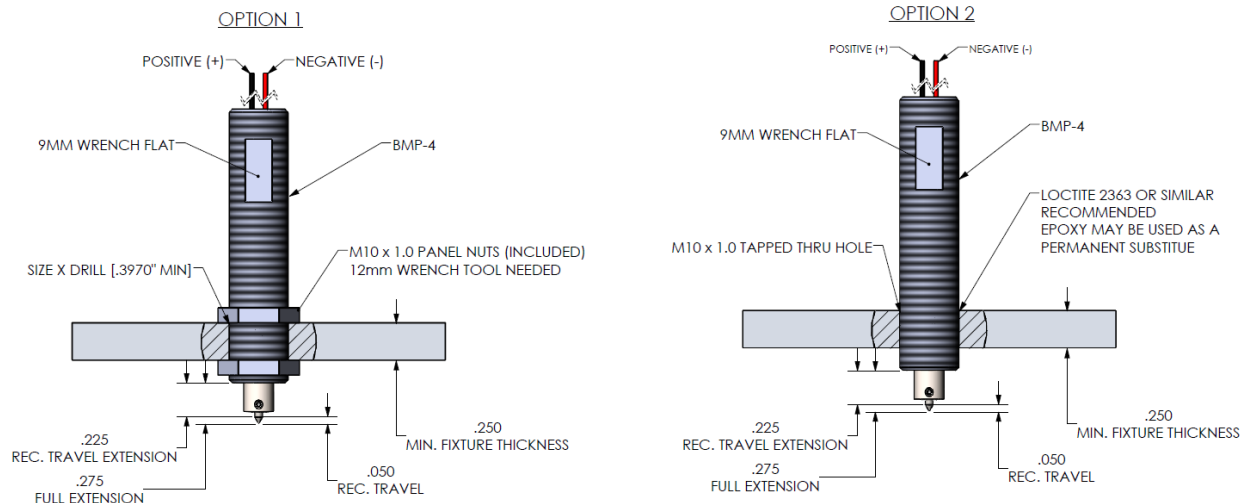 OPTION 1
POSITIVE (+)
NEGATIVE (-)
9MM WRENCH FLAT
BMP-4
M10 x 1.0 PANEL NUTS (INCLUDED)
12mm WRENCH TOOL NEEDED
SIZE X DRILL [.3970" MIN]
.225
REC. TRAVEL EXTENSION
.275
FULL EXTENSION
.050
REC. TRAVEL
.250
MIN. FIXTURE THICKNESS
OPTION 2
POSITIVE (+)
NEGATIVE (-)
9MM WRENCH FLAT
BMP-4
LOCTITE 2363 OR SIMILAR
RECOMMENDED
EPOXY MAY BE USED AS A
PERMANENT SUBSTITUE
M10 x 1.0 TAPPED THRU HOLE
.225
REC. TRAVEL EXTENSION
.275
FULL EXTENSION
.050
REC. TRAVEL
.250
MIN. FIXTURE THICKNESS